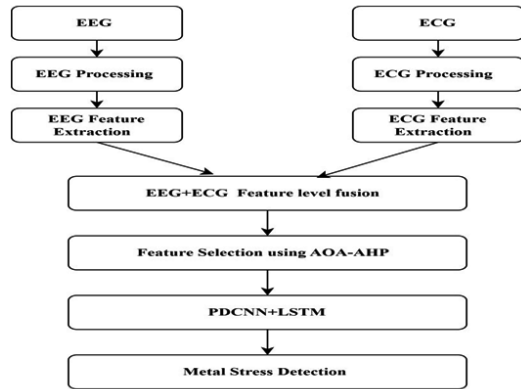 EEG
ECG
EEG Processing
ECG Processing
EEG Feature
Extraction
ECG Feature
Extraction
EEG+ECG Feature level fusion
Feature Selection using AOA-AHP
PDCNN+LSTM
Metal Stress Detection